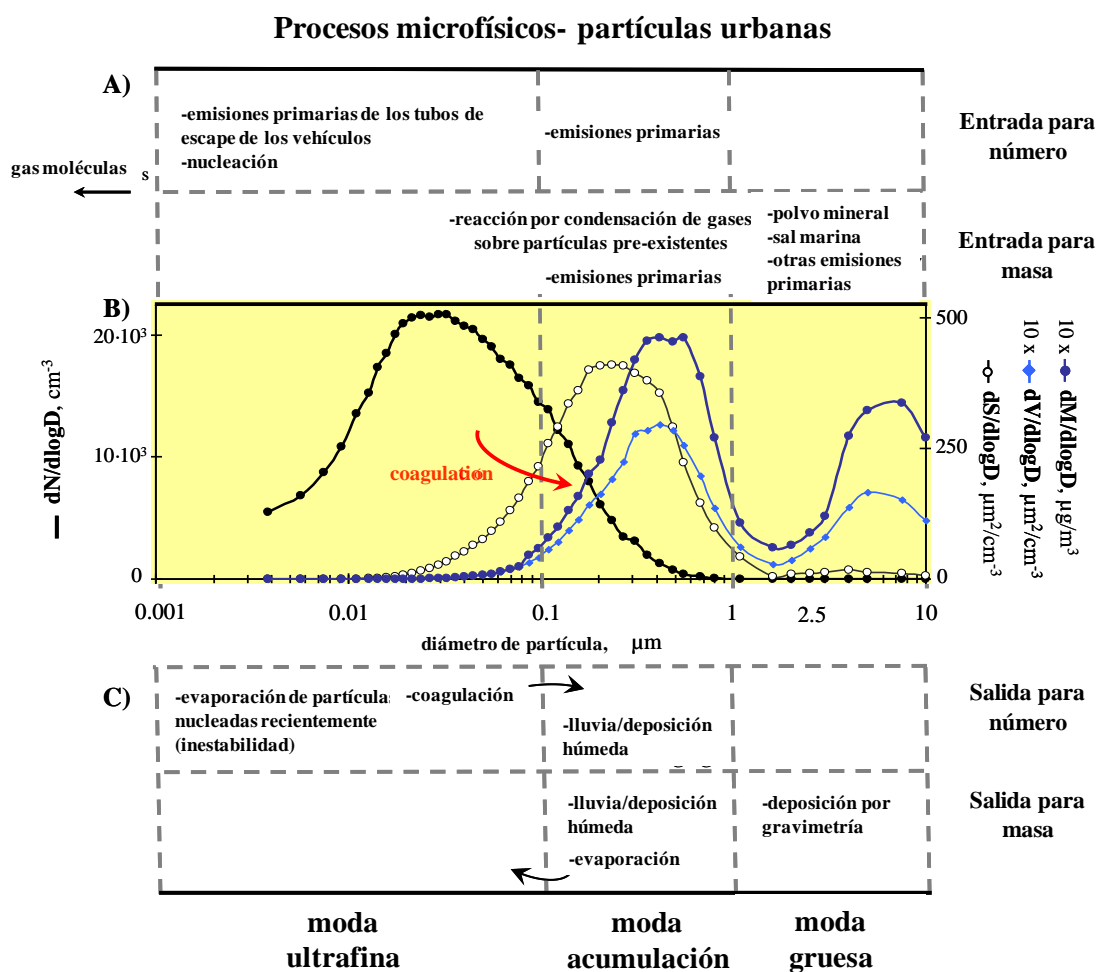 Procesos microfísicos- partículas urbanas
A)
-emisiones primarias de los tubos de
escape de los vehículos
-nucleación
-emisiones primarias
Entrada para
número
gas moléculas s
-reacción por condensación de gases
sobre partículas pre-existentes
-emisiones primarias
-polvo mineral
-sal marina
-otras emisiones
primarias
Entrada para
masa
B)
dN/dlogD, cm-3
20·10³
10·10³
0
coagulación
500
250
0
dS/dlogD, µm²/cm-³
10 x dV/dlogD, µm²/cm-³
10 x dM/dlogD, µg/m³
0.001
0.01
0.1
1
2.5
10
diámetro de partícula, µm
C)
-evaporación de partículas
nucleadas recientemente
(inestabilidad)
-coagulación
-lluvia/deposición
húmeda
Salida para
número
-lluvia/deposición
húmeda
-evaporación
-deposición por
gravimetría
Salida para
masa
moda
ultrafina
moda
acumulación
moda
gruesa